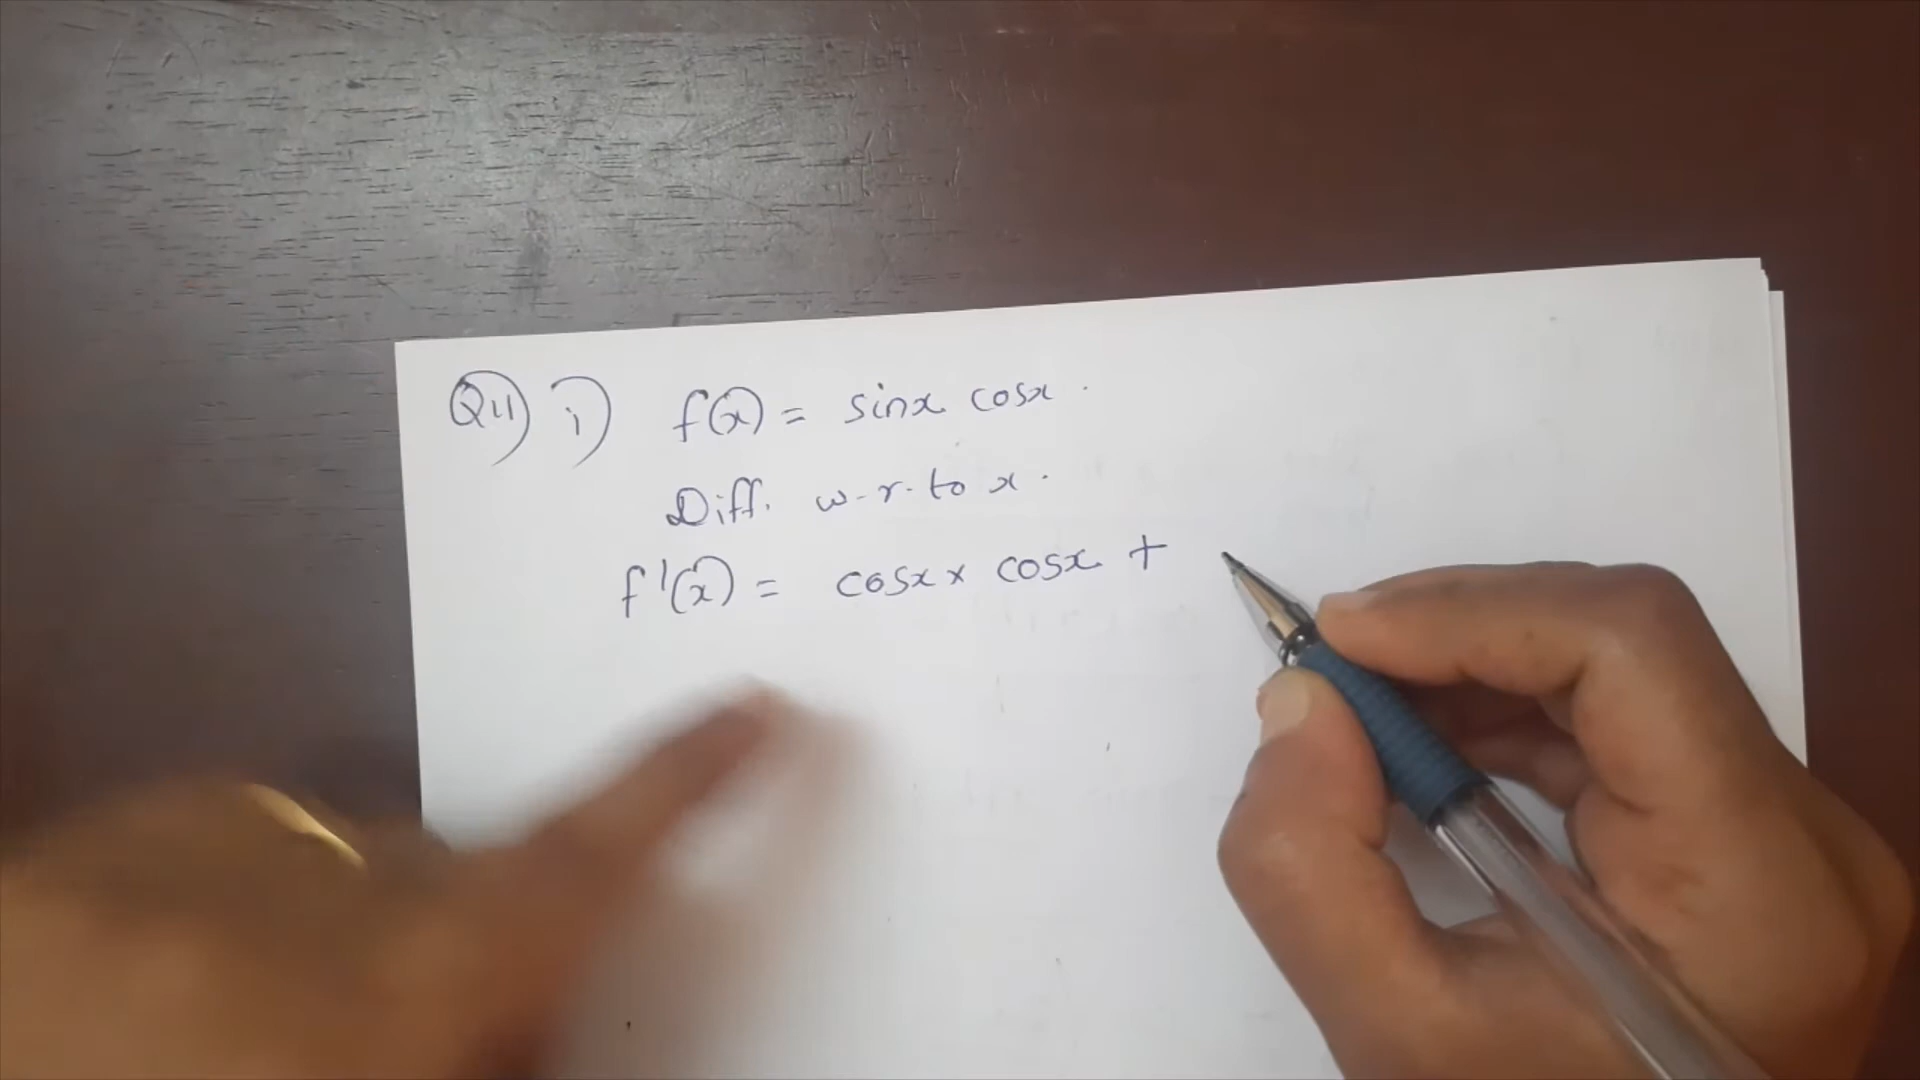 Q11) i) f(x) = sinx cosx .
Diff. w-r-to x .
f'(x) = cosx × cosx +